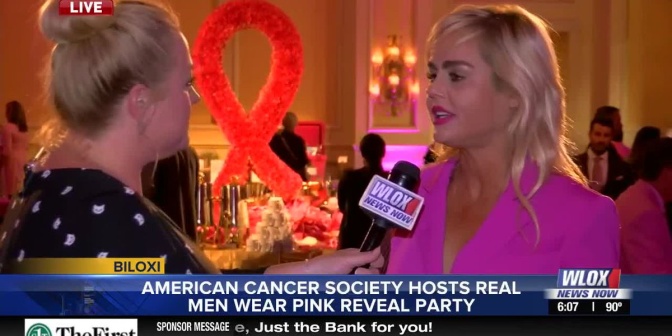 LIVE
WLOX
NEWS NOW
BILOXI
AMERICAN CANCER SOCIETY HOSTS REAL
MEN WEAR PINK REVEAL PARTY
WLOX
NEWS NOW
6:07 90°
TheFirst
SPONSOR MESSAGE e, Just the Bank for you!